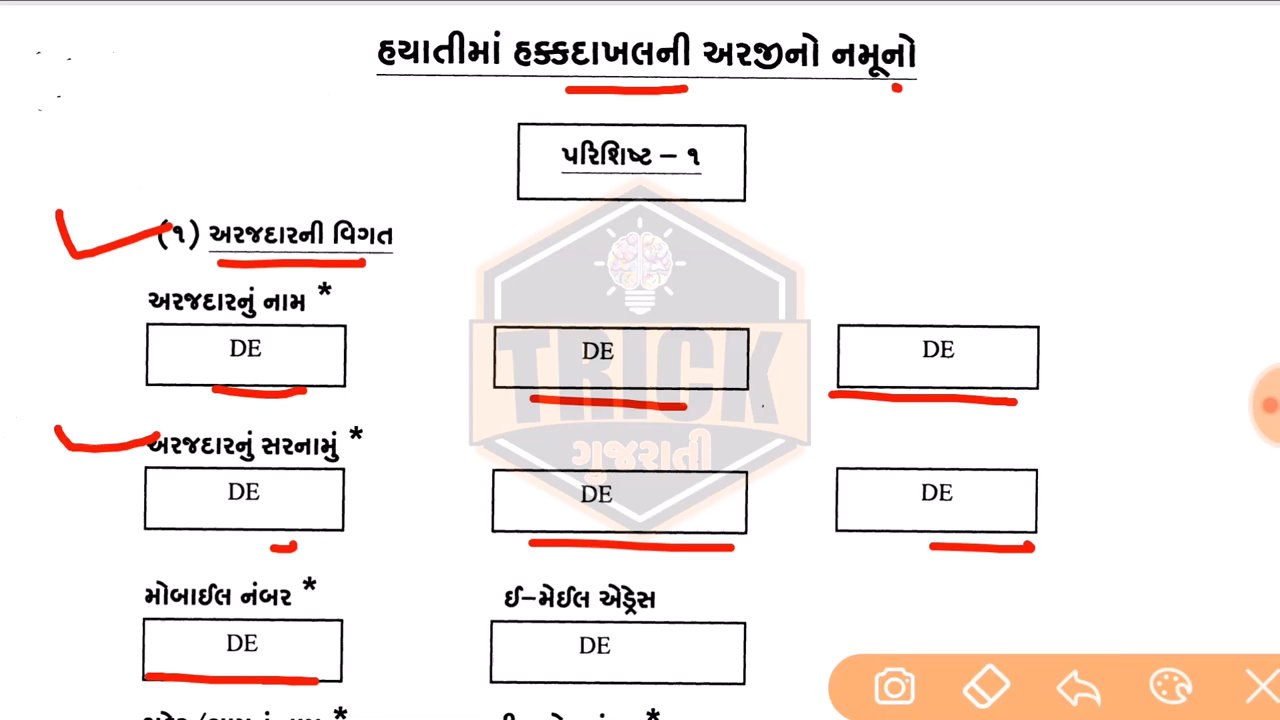 હયાતીમાં હક્કદાખલની અરજીનો નમૂનો
પરિશિષ્ટ – ૧
(૧) અરજદારની વિગત
અરજદારનું નામ *
DE DE DE
TRICK
ગુજરાતી
અરજદારનું સરનામું *
DE DE DE
મોબાઈલ નંબર * ઈ-મેઈલ એડ્રેસ
DE DE